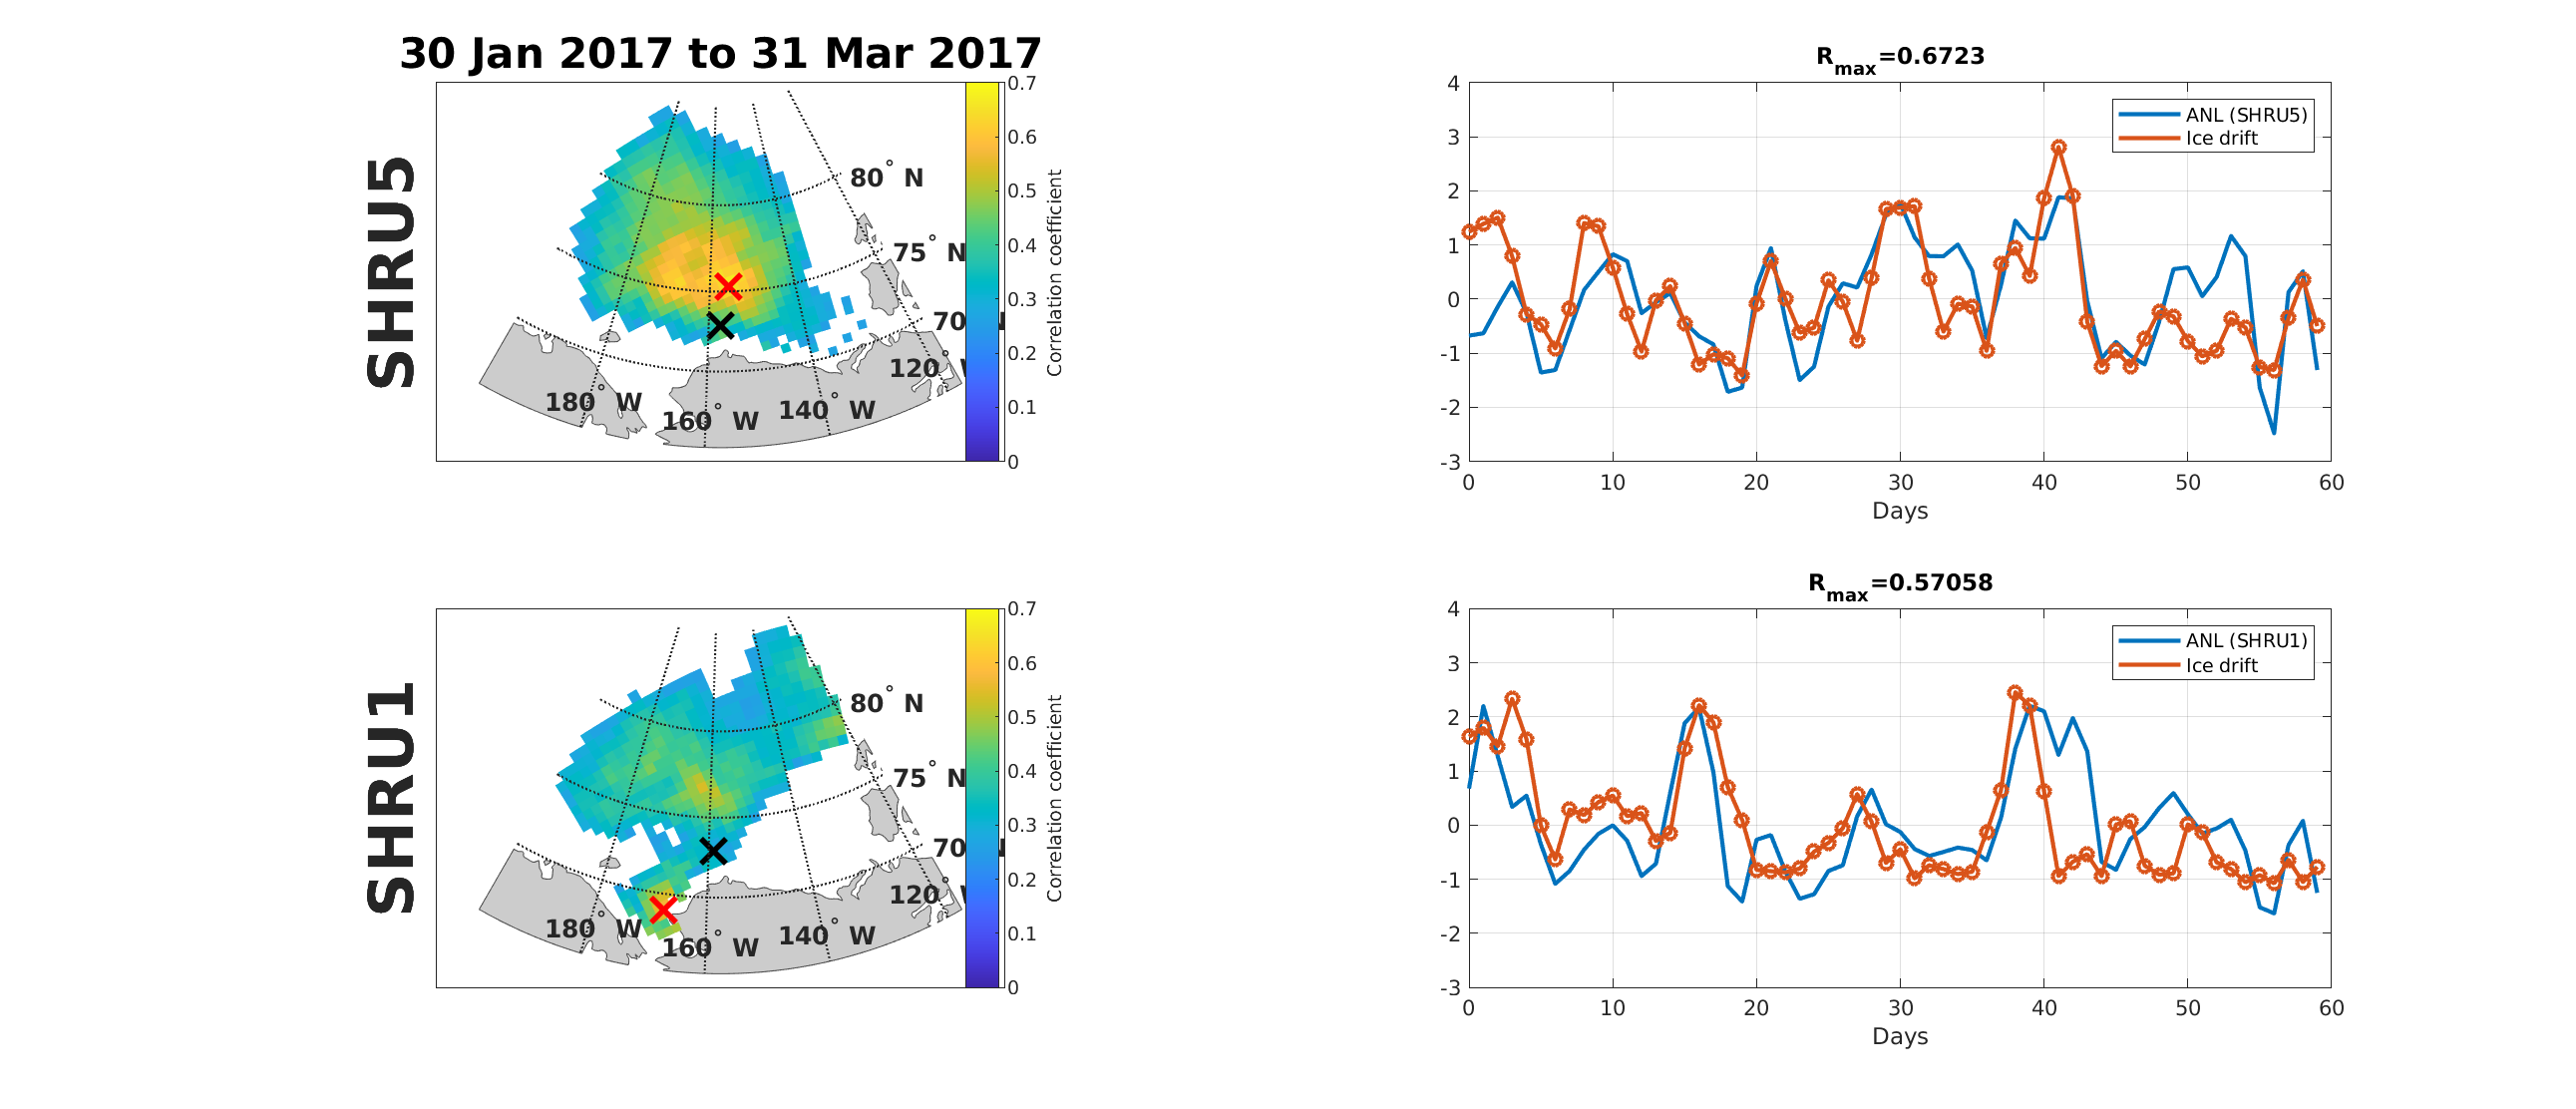 30 Jan 2017 to 31 Mar 2017
SHRU5
80° N
75° N
70° N
120° W
180° W
160° W
140° W
0.7
0.6
0.5
0.4
0.3
0.2
0.1
0
Correlation coefficient
Rmax=0.6723
ANL (SHRU5)
Ice drift
4
3
2
1
0
-1
-2
-3
0 10 20 30 40 50 60
Days
SHRU1
80° N
75° N
70° N
120° W
180° W
160° W
140° W
0.7
0.6
0.5
0.4
0.3
0.2
0.1
0
Correlation coefficient
Rmax=0.57058
ANL (SHRU1)
Ice drift
4
3
2
1
0
-1
-2
-3
0 10 20 30 40 50 60
Days